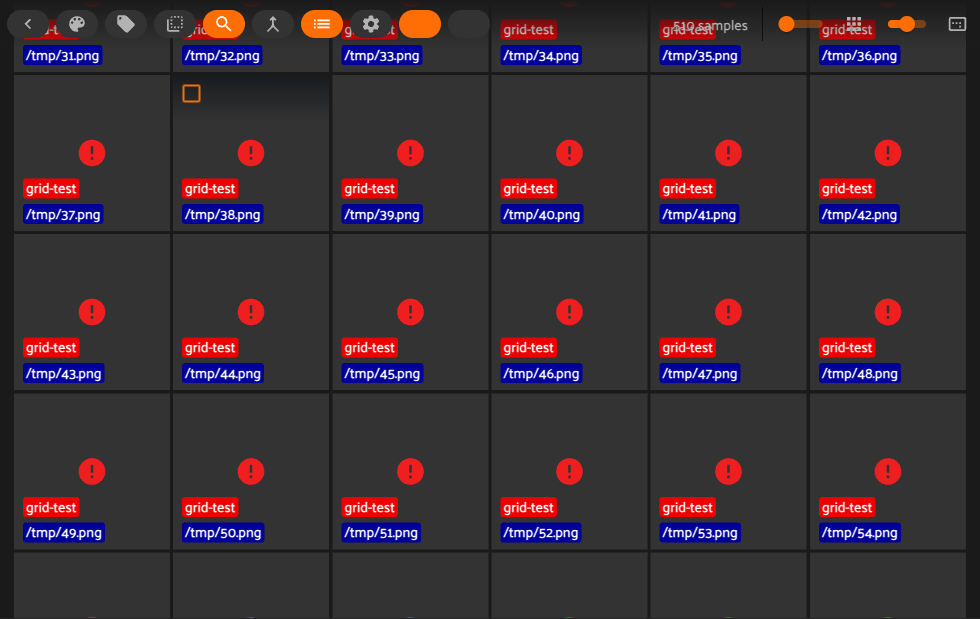 510 samples
grid-test grid-test grid-test
/tmp/31.png /tmp/32.png /tmp/33.png /tmp/34.png /tmp/35.png /tmp/36.png
grid-test grid-test grid-test grid-test grid-test grid-test
/tmp/37.png /tmp/38.png /tmp/39.png /tmp/40.png /tmp/41.png /tmp/42.png
grid-test grid-test grid-test grid-test grid-test grid-test
/tmp/43.png /tmp/44.png /tmp/45.png /tmp/46.png /tmp/47.png /tmp/48.png
grid-test grid-test grid-test grid-test grid-test grid-test
/tmp/49.png /tmp/50.png /tmp/51.png /tmp/52.png /tmp/53.png /tmp/54.png